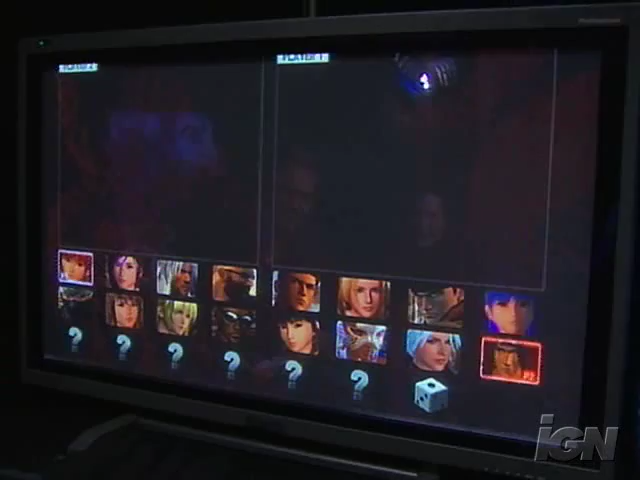 PLAYER 2
PLAYER 1
? ? ? ? ? ?
P2
IGN